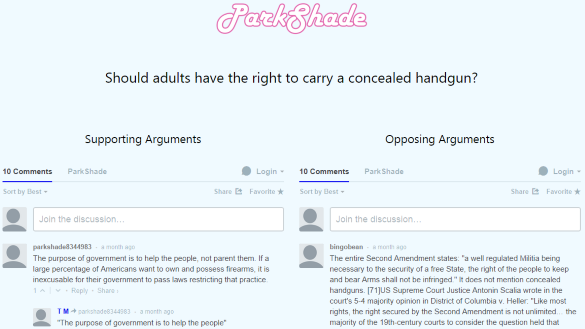 ParkShade
Should adults have the right to carry a concealed handgun?
Supporting Arguments
10 Comments ParkShade Login
Sort by Best Share Favorite ★
Join the discussion...
parkshade8344983 · a month ago
The purpose of government is to help the people, not parent them. If a
large percentage of Americans want to own and possess firearms, it is
inexcusable for their government to pass laws restricting that practice.
1 · Reply · Share ›
T M parkshade8344983 · a month ago
"The purpose of government is to help the people"
Opposing Arguments
10 Comments ParkShade Login
Sort by Best Share Favorite ★
Join the discussion...
bingobean · a month ago
The entire Second Amendment states: "a well regulated Militia being
necessary to the security of a free State, the right of the people to keep
and bear Arms shall not be infringed." It does not mention concealed
handguns. [71]US Supreme Court Justice Antonin Scalia wrote in the
court's 5-4 majority opinion in District of Columbia v. Heller: "Like most
rights, the right secured by the Second Amendment is not unlimited... the
majority of the 19th-century courts to consider the question held that